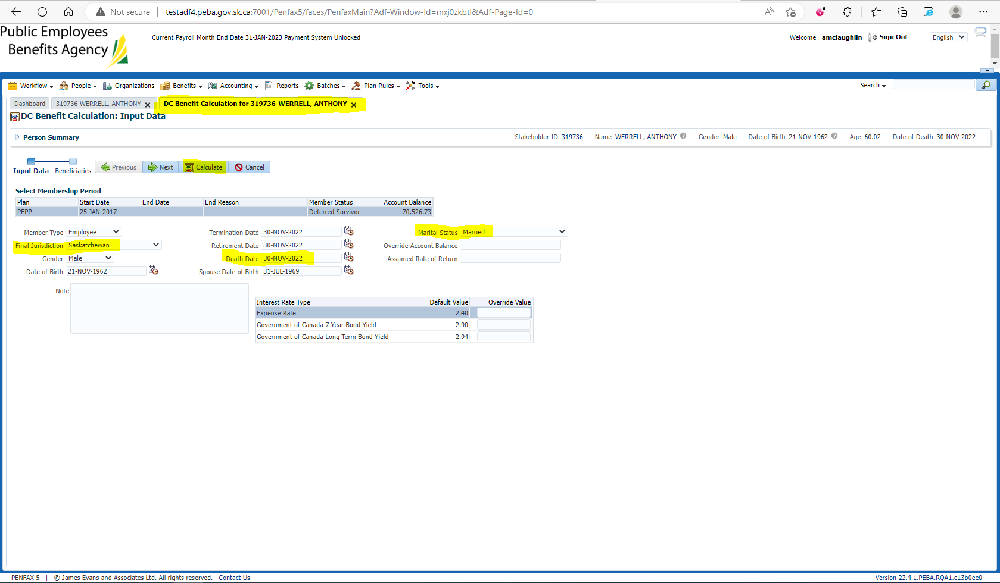 Not secure | testadf4.peba.gov.sk.ca:7001/Penfax5/faces/PenfaxMain?Adf-Window-Id=mxj0zkbtl&Adf-Page-Id=0
Public Employees
Benefits Agency
Current Payroll Month End Date 31-JAN-2023 Payment System Unlocked
Welcome amclaughlin Sign Out English
Workflow People Organizations Benefits Accounting Reports Batches Plan Rules Tools Search
Dashboard 319736-WERRELL, ANTHONY DC Benefit Calculation for 319736-WERRELL, ANTHONY
DC Benefit Calculation: Input Data
Person Summary Stakeholder ID 319736 Name WERRELL, ANTHONY Gender Male Date of Birth 21-NOV-1962 Age 60.02 Date of Death 30-NOV-2022
Input Data Beneficiaries Previous Next Calculate Cancel
Select Membership Period
Plan Start Date End Date End Reason Member Status Account Balance
PEPP 25-JAN-2017 Deferred Survivor 70,526.73
Member Type Employee Termination Date 30-NOV-2022 Marital Status Married
Final Jurisdiction Saskatchewan Retirement Date 30-NOV-2022 Override Account Balance
Gender Male Death Date 30-NOV-2022 Assumed Rate of Return
Date of Birth 21-NOV-1962 Spouse Date of Birth 31-JUL-1969
Note
Interest Rate Type Default Value Override Value
Expense Rate 2.40
Government of Canada 7-Year Bond Yield 2.90
Government of Canada Long-Term Bond Yield 2.94
PENFAX 5 | © James Evans and Associates Ltd. All rights reserved. Contact Us Version 22.4.1.PEBA.RQA1.e13b0ee0